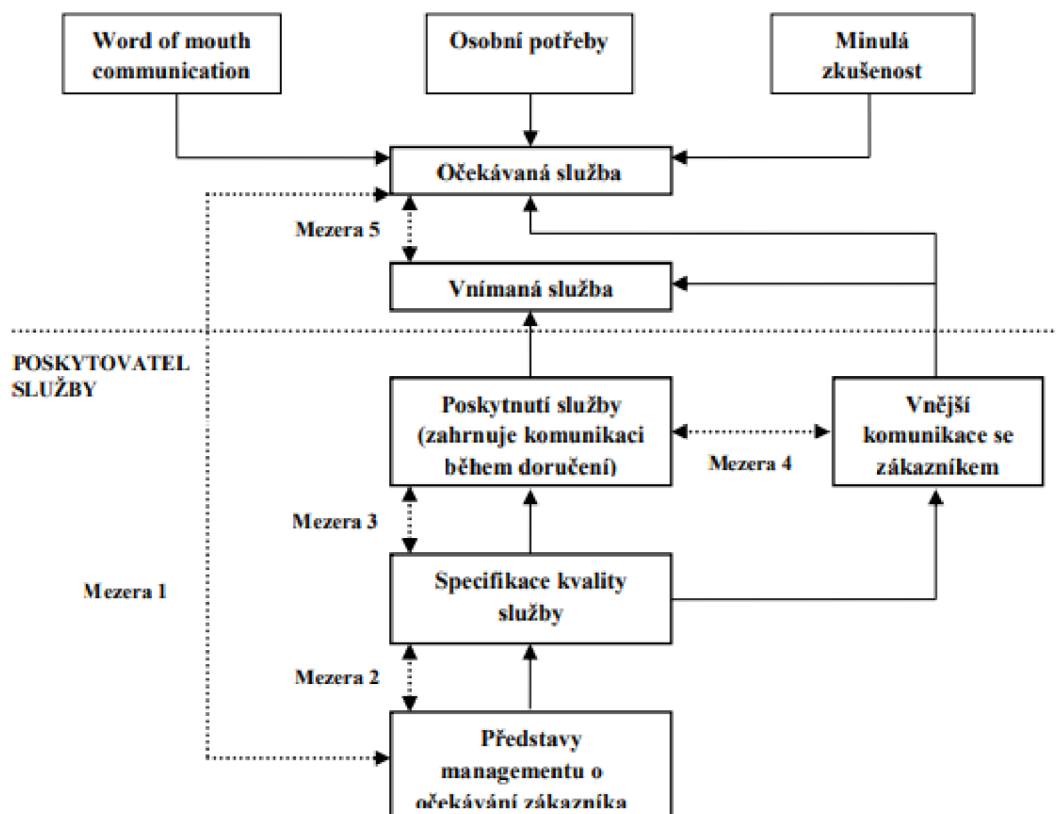 Word of mouth
communication
Osobní potřeby
Minulá
zkušenost
Očekávaná služba
Mezera 5
Vnímaná služba
POSKYTOVATEL
SLUŽBY
Poskytnutí služby
(zahrnuje komunikaci
během doručení)
Mezera 4
Vnější
komunikace se
zákazníkem
Mezera 3
Mezera 1
Specifikace kvality
služby
Mezera 2
Představy
managementu o
očekávání zákazníka